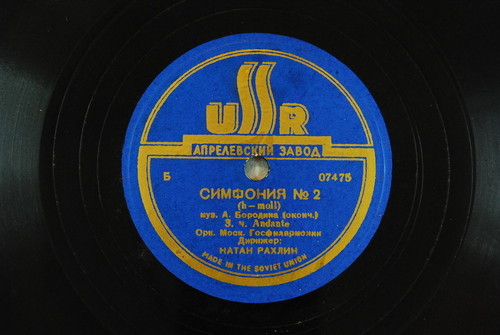 USSR
АПРЕЛЕВСКИЙ ЗАВОД
Б 07475
СИМФОНИЯ № 2
(h-moll)
муз. А. Бородина (оконч.)
3. ч. Andante
Орк. Моск. Госфилармонии
Дирижер:
НАТАН РАХЛИН
MADE IN THE SOVIET UNION